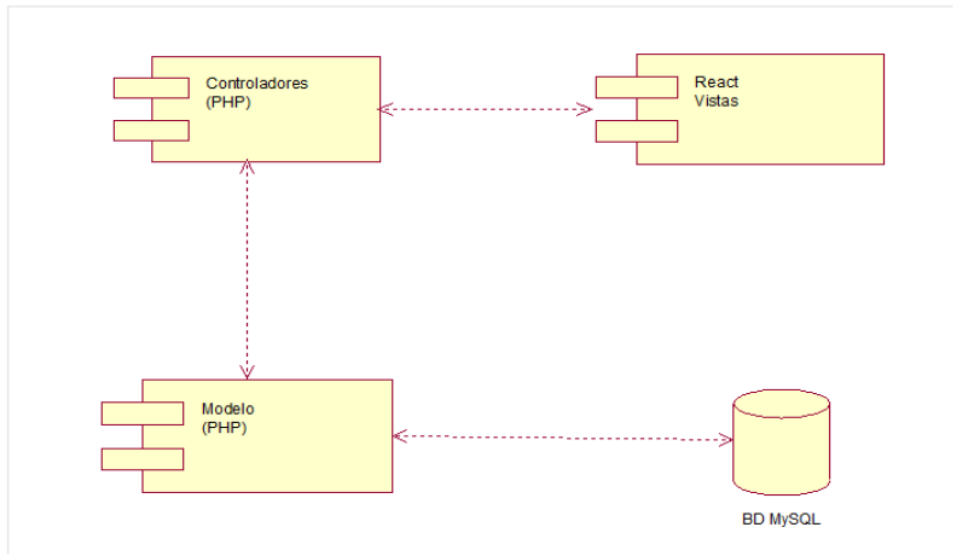 Controladores
(PHP)
React
Vistas
Modelo
(PHP)
BD MySQL